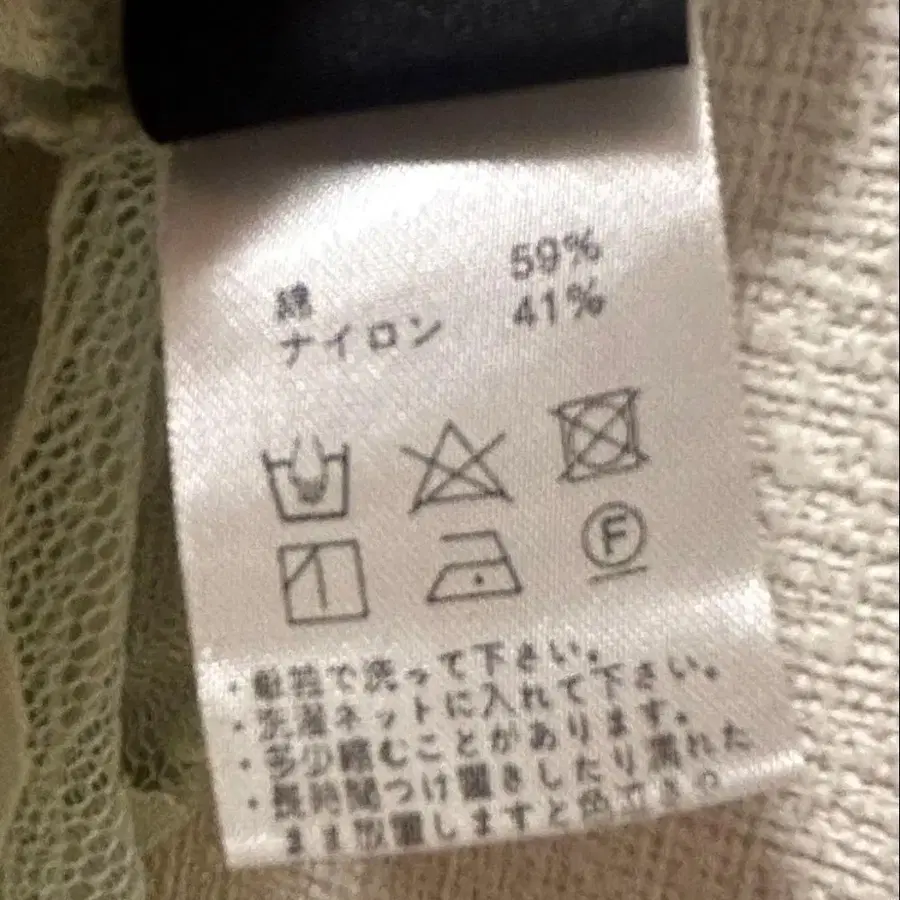 綿 59%
ナイロン 41%
F
・単独で洗って下さい。
・洗濯ネットに入れて下さい。
・多少縮むことがあります。
・長時間つけ置きしたり濡れた
まま放置しますと色